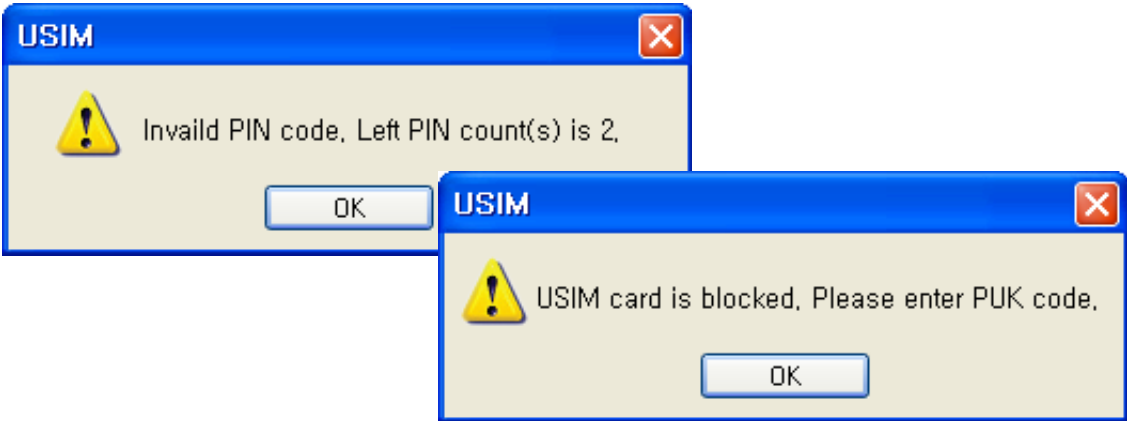 USIM
Invaild PIN code, Left PIN count(s) is 2,
OK
USIM
USIM card is blocked, Please enter PUK code,
OK